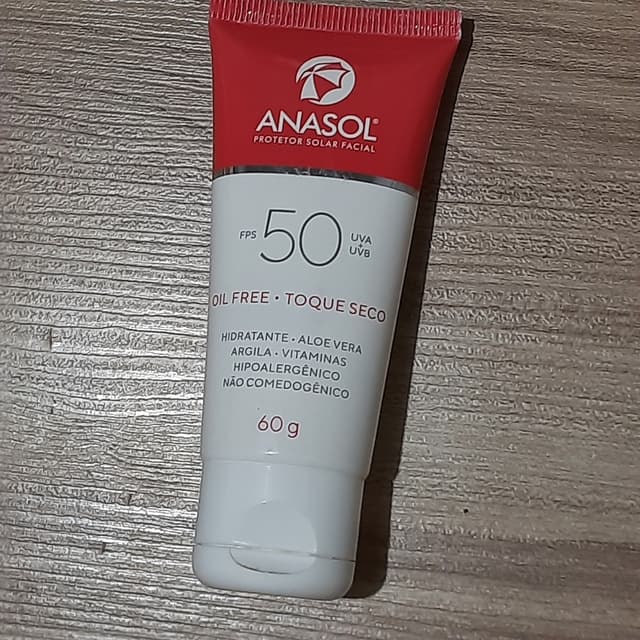 ANASOL®
PROTETOR SOLAR FACIAL
FPS 50 UVA + UVB
OIL FREE • TOQUE SECO
HIDRATANTE • ALOE VERA
ARGILA • VITAMINAS
HIPOALERGÊNICO
NÃO COMEDOGÊNICO
60 g